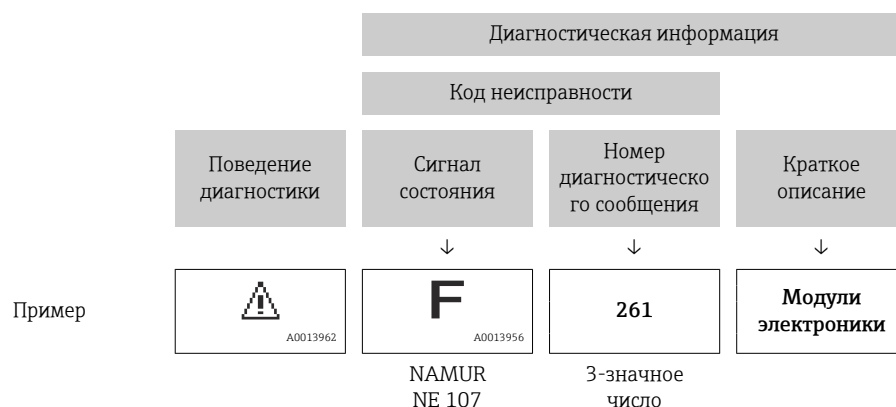 Диагностическая информация
Код неисправности
Поведение
диагностики
Сигнал
состояния
Номер
диагностическо
го сообщения
Краткое
описание
↓ ↓ ↓
Пример
A0013962
F
A0013956
261
Модули
электроники
NAMUR
NE 107
3-значное
число